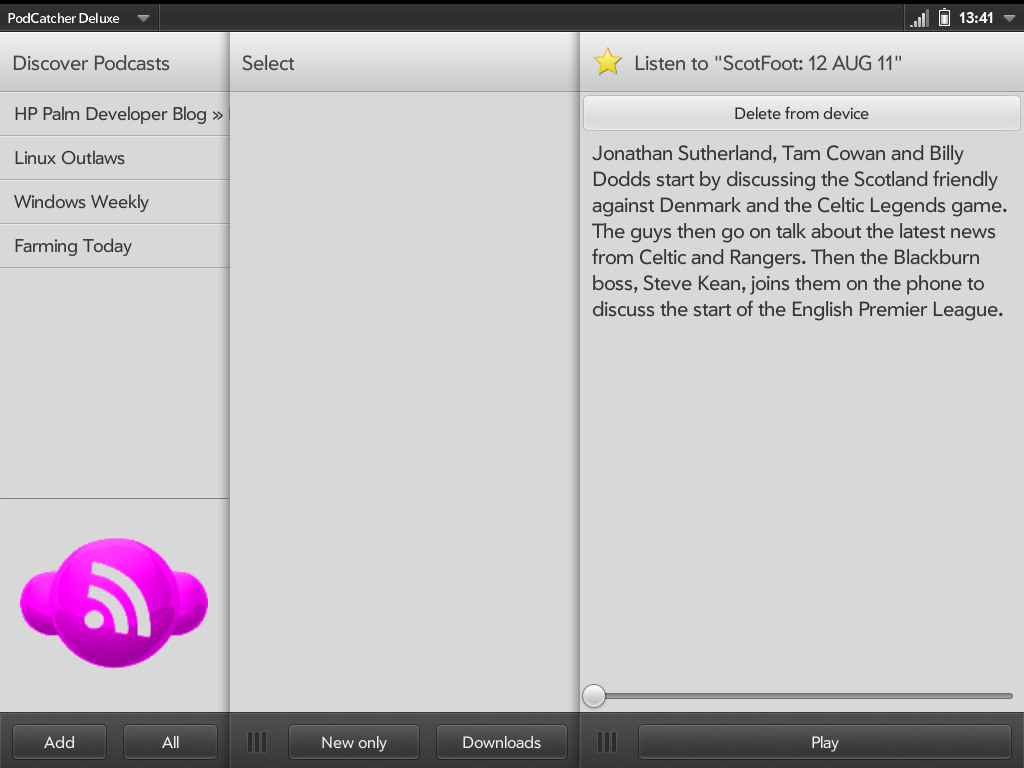 PodCatcher Deluxe
13:41
Discover Podcasts
Select
Listen to "ScotFoot: 12 AUG 11"
HP Palm Developer Blog »
Linux Outlaws
Windows Weekly
Farming Today
Delete from device
Jonathan Sutherland, Tam Cowan and Billy
Dodds start by discussing the Scotland friendly
against Denmark and the Celtic Legends game.
The guys then go on talk about the latest news
from Celtic and Rangers. Then the Blackburn
boss, Steve Kean, joins them on the phone to
discuss the start of the English Premier League.
Add
All
New only
Downloads
Play